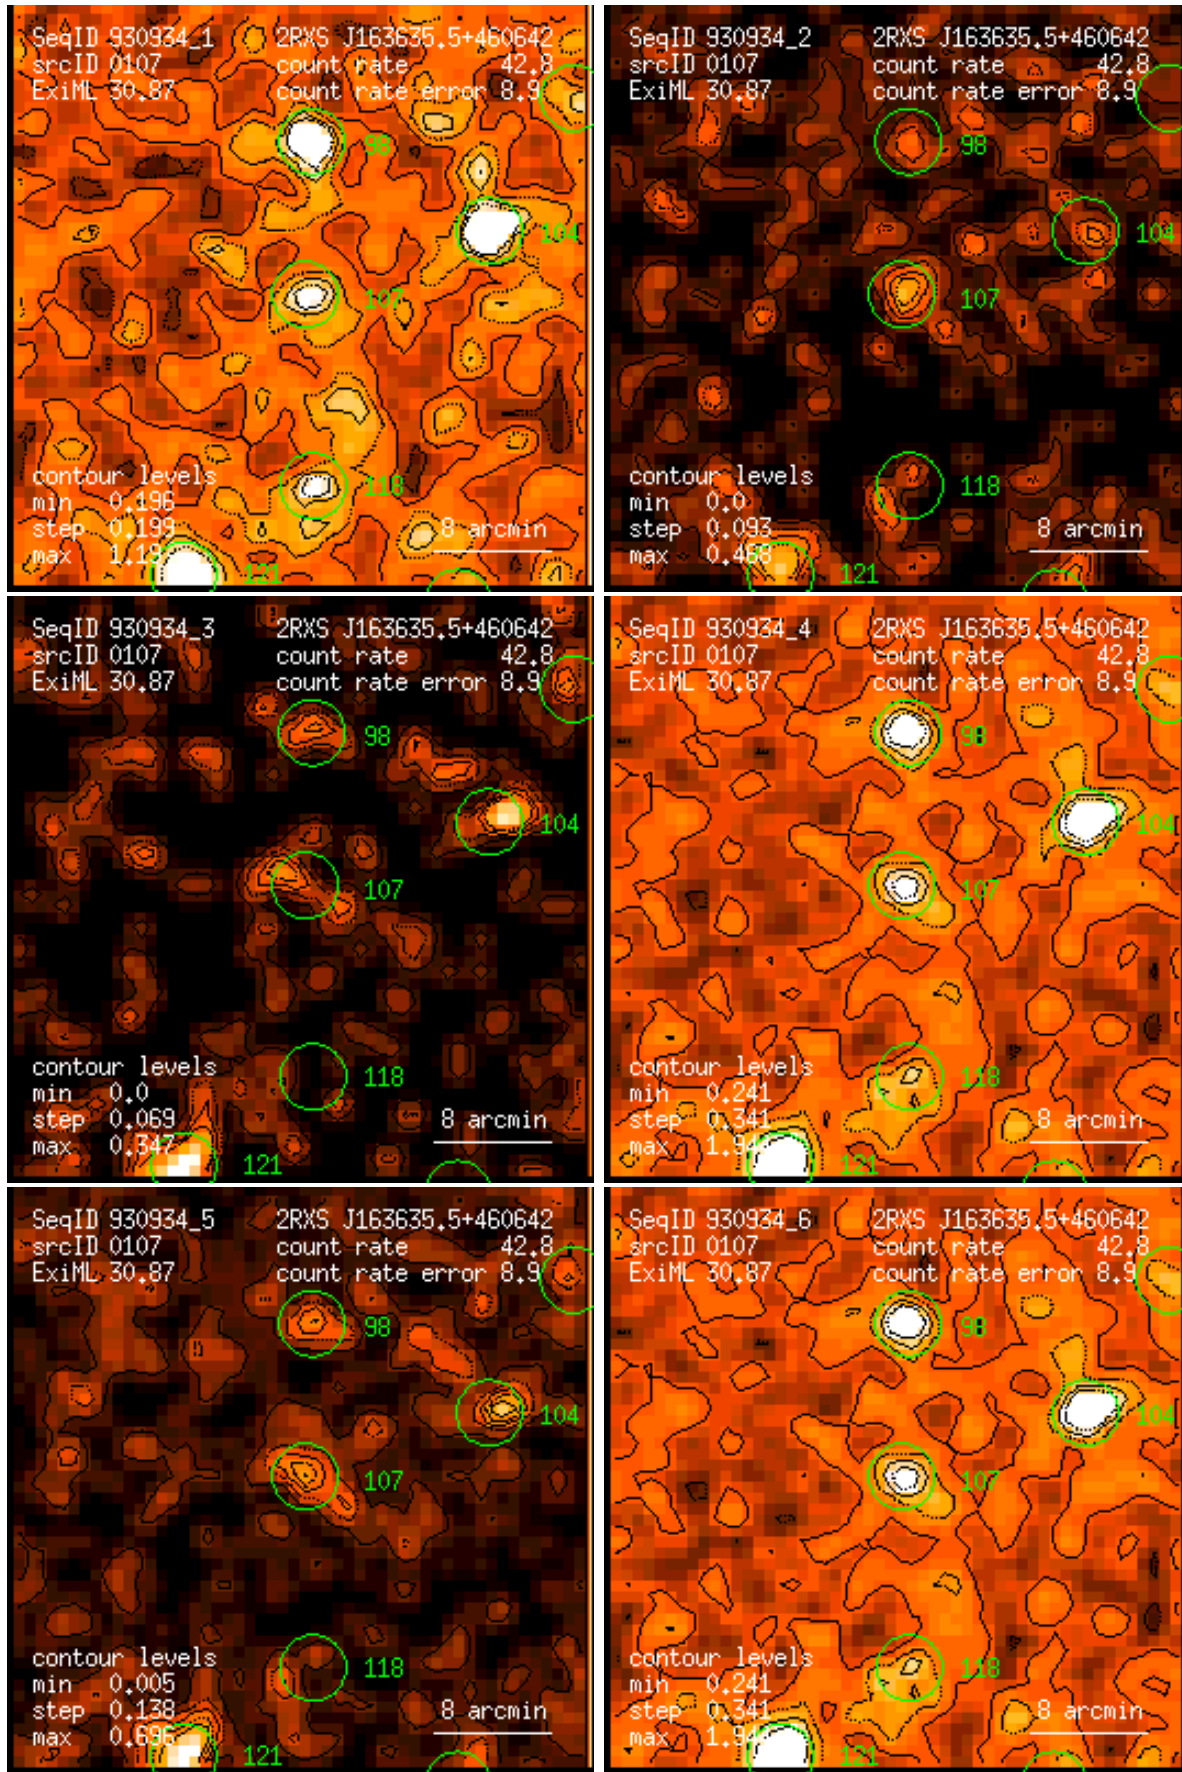 SeqID 930934_1 2RXS J163635.5+460642
srcID 0107 count rate 42.8
ExiML 30.87 count rate error 8.9
98
104
107
contour levels
118
min 0.196
step 0.199 8 arcmin
max 1.19
121
SeqID 930934_2 2RXS J163635.5+460642
srcID 0107 count rate 42.8
ExiML 30.87 count rate error 8.9
98
104
107
contour levels
118
min 0.0
step 0.093 8 arcmin
max 0.468
121
SeqID 930934_3 2RXS J163635.5+460642
srcID 0107 count rate 42.8
ExiML 30.87 count rate error 8.9
98
104
107
contour levels
118
min 0.0
step 0.069 8 arcmin
max 0.347
121
SeqID 930934_4 2RXS J163635.5+460642
srcID 0107 count rate 42.8
ExiML 30.87 count rate error 8.9
98
104
107
contour levels
118
min 0.241
step 0.341 8 arcmin
max
121
SeqID 930934_5 2RXS J163635.5+460642
srcID 0107 count rate 42.8
ExiML 30.87 count rate error 8.9
98
104
107
contour levels
118
min 0.005
step 0.138 8 arcmin
max 0.696
121
SeqID 930934_6 2RXS J163635.5+460642
srcID 0107 count rate 42.8
ExiML 30.87 count rate error 8.9
98
104
107
contour levels
118
min 0.241
step 0.341 8 arcmin
max
121